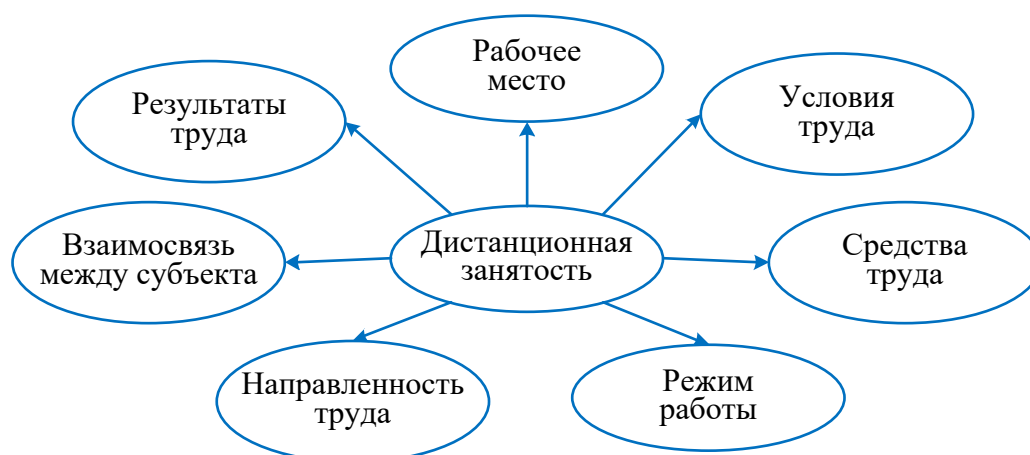 Рабочее
место
Результаты
труда
Условия
труда
Взаимосвязь
между субъекта
Дистанционная
занятость
Средства
труда
Направленность
труда
Режим
работы